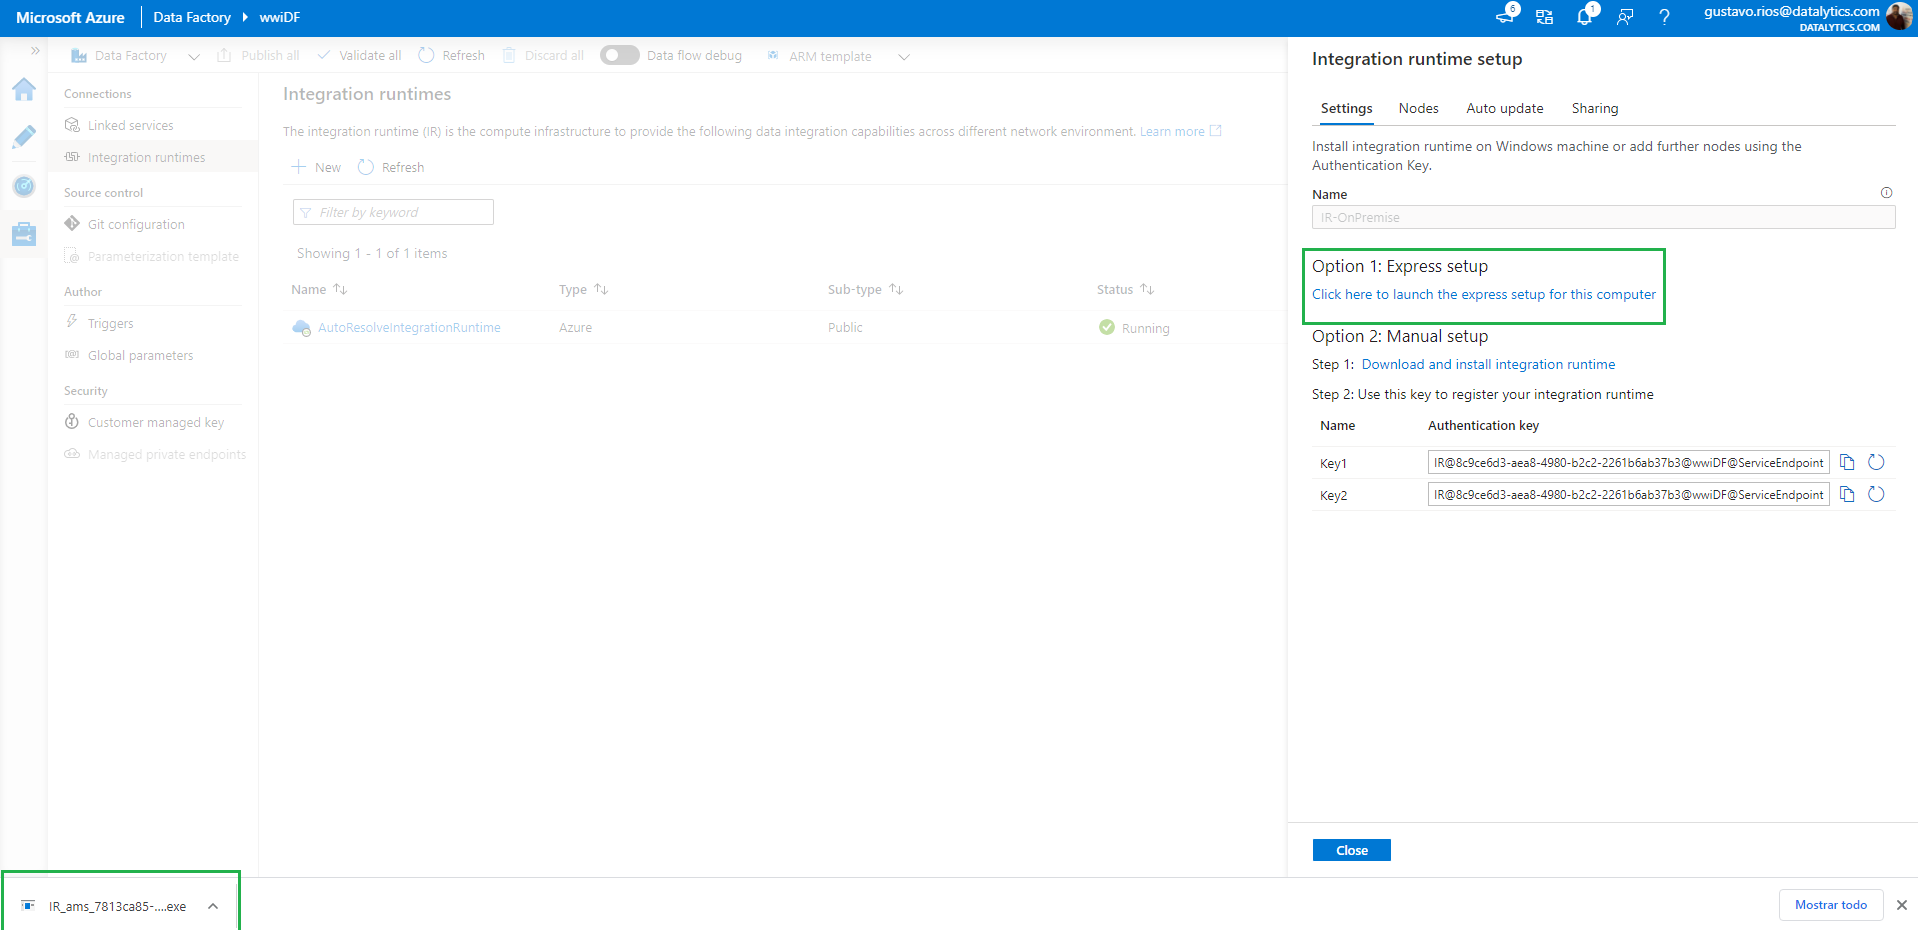 Microsoft Azure
Data Factory
wwiDF
6
1
gustavo.rios@datalytics.com
DATALYTICS.COM
Data Factory
Publish all
Validate all
Refresh
Discard all
Data flow debug
ARM template
Connections
Linked services
Integration runtimes
Source control
Git configuration
Parameterization template
Author
Triggers
Global parameters
Security
Customer managed key
Managed private endpoints
Integration runtimes
The integration runtime (IR) is the compute infrastructure to provide the following data integration capabilities across different network environment. Learn more
New
Refresh
Filter by keyword
Showing 1 - 1 of 1 items
Name Type Sub-type Status
AutoResolveIntegrationRuntime Azure Public Running
Integration runtime setup
Settings Nodes Auto update Sharing
Install integration runtime on Windows machine or add further nodes using the
Authentication Key.
Name
IR-OnPremise
Option 1: Express setup
Click here to launch the express setup for this computer
Option 2: Manual setup
Step 1: Download and install integration runtime
Step 2: Use this key to register your integration runtime
Name Authentication key
Key1 IR@8c9ce6d3-aea8-4980-b2c2-2261b6ab37b3@wwiDF@ServiceEndpoint
Key2 IR@8c9ce6d3-aea8-4980-b2c2-2261b6ab37b3@wwiDF@ServiceEndpoint
Close
IR_ams_7813ca85-....exe
Mostrar todo